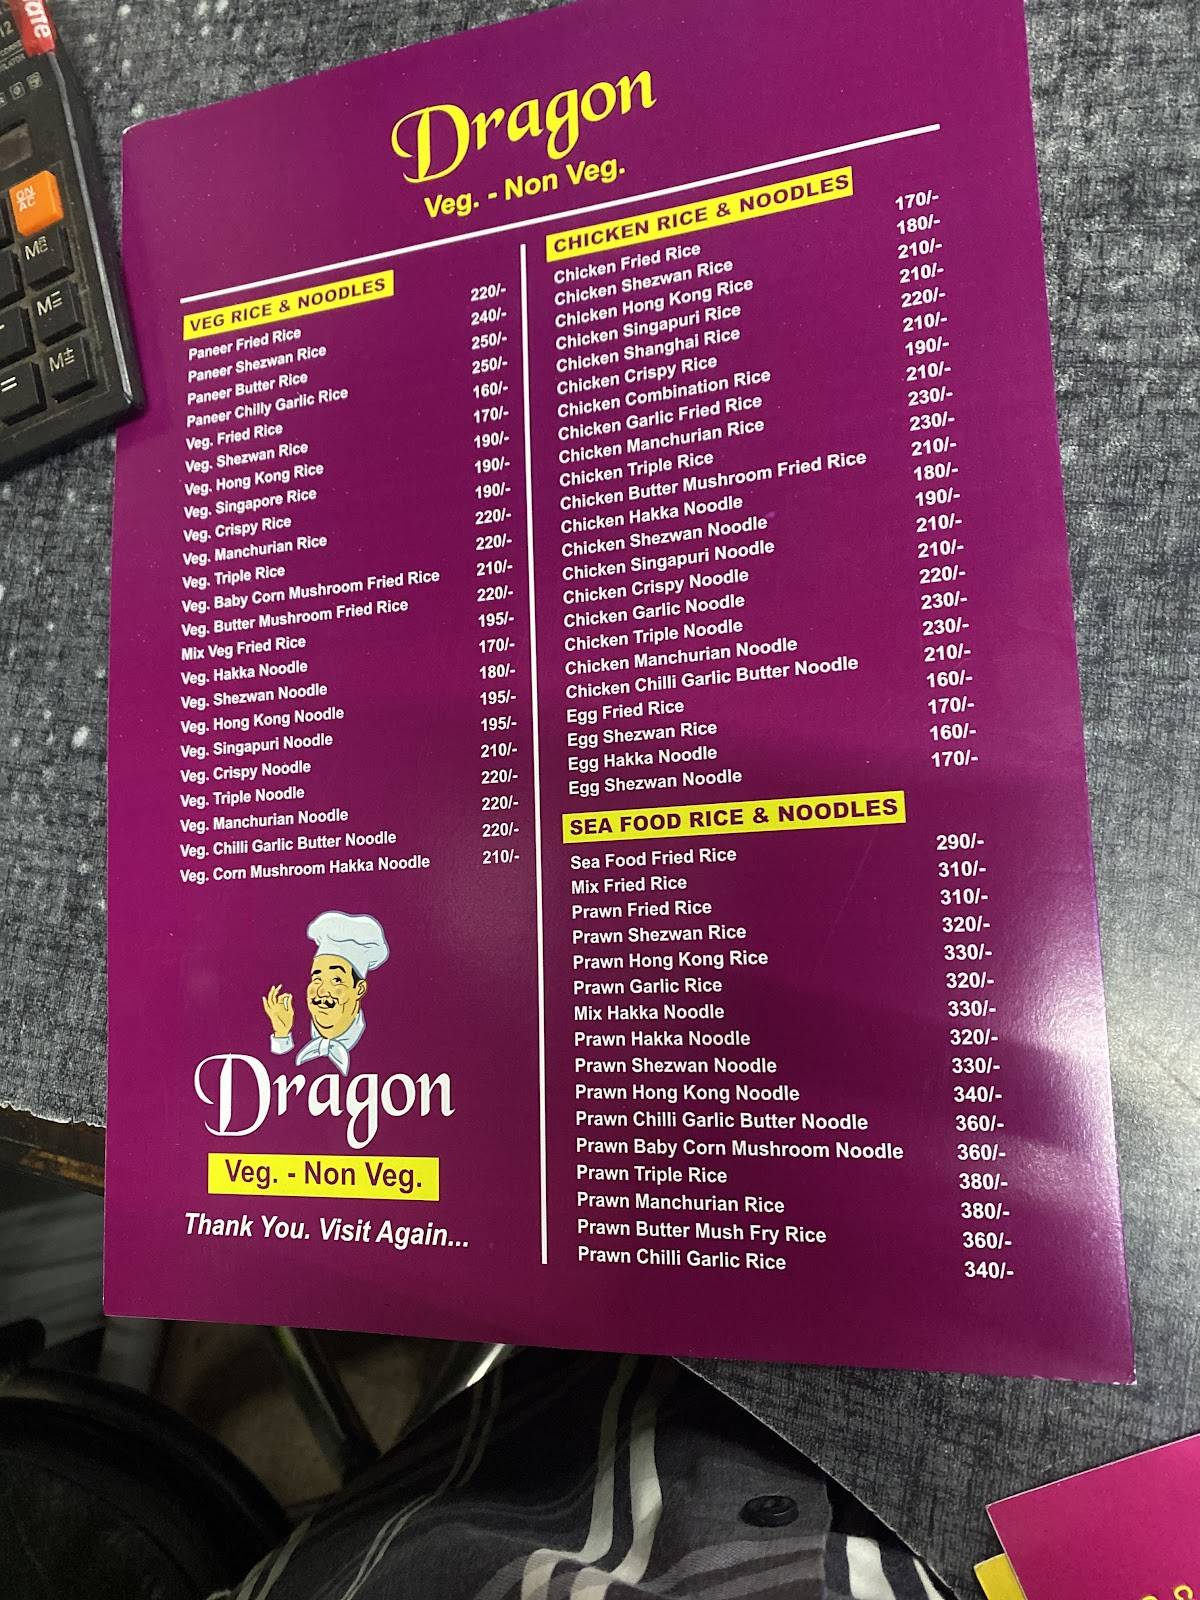 ate
12
ON
AC
M
M
M±
=
Dragon
Veg. - Non Veg.
VEG RICE & NOODLES
Paneer Fried Rice 220/-
Paneer Shezwan Rice 240/-
Paneer Butter Rice 250/-
Paneer Chilly Garlic Rice 250/-
Veg. Fried Rice 160/-
Veg. Shezwan Rice 170/-
Veg. Hong Kong Rice 190/-
Veg. Singapore Rice 190/-
Veg. Crispy Rice 190/-
Veg. Manchurian Rice 220/-
Veg. Triple Rice 220/-
Veg. Baby Corn Mushroom Fried Rice 210/-
Veg. Butter Mushroom Fried Rice 220/-
Mix Veg Fried Rice 195/-
Veg. Hakka Noodle 170/-
Veg. Shezwan Noodle 180/-
Veg. Hong Kong Noodle 195/-
Veg. Singapuri Noodle 195/-
Veg. Crispy Noodle 210/-
Veg. Triple Noodle 220/-
Veg. Manchurian Noodle 220/-
Veg. Chilli Garlic Butter Noodle 220/-
Veg. Corn Mushroom Hakka Noodle 210/-
Dragon
Veg. - Non Veg.
Thank You. Visit Again...
CHICKEN RICE & NOODLES
Chicken Fried Rice 170/-
Chicken Shezwan Rice 180/-
Chicken Hong Kong Rice 210/-
Chicken Singapuri Rice 210/-
Chicken Shanghai Rice 220/-
Chicken Crispy Rice 210/-
Chicken Combination Rice 190/-
Chicken Garlic Fried Rice 210/-
Chicken Manchurian Rice 230/-
Chicken Triple Rice 230/-
Chicken Butter Mushroom Fried Rice 210/-
Chicken Hakka Noodle 180/-
Chicken Shezwan Noodle 190/-
Chicken Singapuri Noodle 210/-
Chicken Crispy Noodle 210/-
Chicken Garlic Noodle 220/-
Chicken Triple Noodle 230/-
Chicken Manchurian Noodle 230/-
Chicken Chilli Garlic Butter Noodle 210/-
Egg Fried Rice 160/-
Egg Shezwan Rice 170/-
Egg Hakka Noodle 160/-
Egg Shezwan Noodle 170/-
SEA FOOD RICE & NOODLES
Sea Food Fried Rice 290/-
Mix Fried Rice 310/-
Prawn Fried Rice 310/-
Prawn Shezwan Rice 320/-
Prawn Hong Kong Rice 330/-
Prawn Garlic Rice 320/-
Mix Hakka Noodle 330/-
Prawn Hakka Noodle 320/-
Prawn Shezwan Noodle 330/-
Prawn Hong Kong Noodle 340/-
Prawn Chilli Garlic Butter Noodle 360/-
Prawn Baby Corn Mushroom Noodle 360/-
Prawn Triple Rice 380/-
Prawn Manchurian Rice 380/-
Prawn Butter Mush Fry Rice 360/-
Prawn Chilli Garlic Rice 340/-